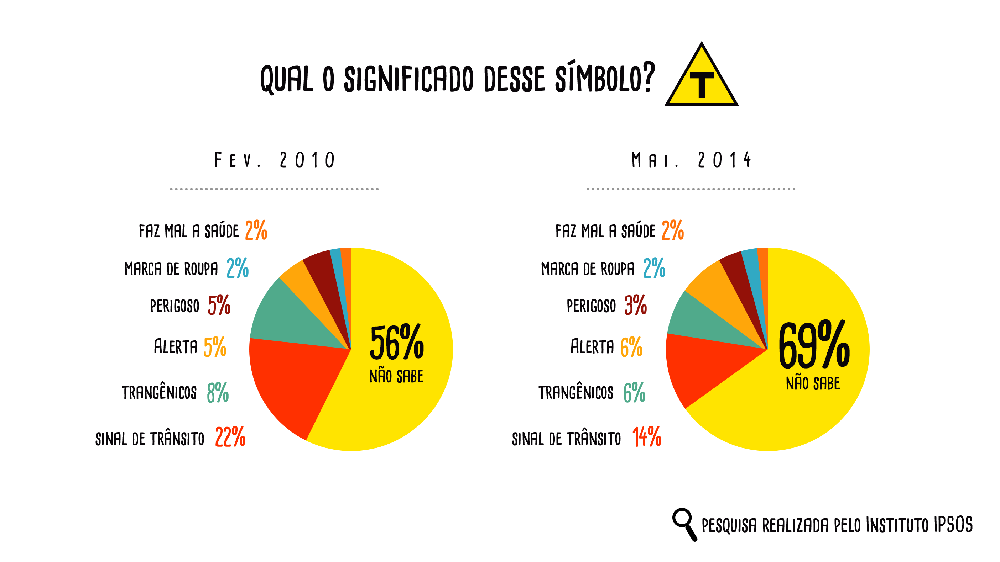 QUAL O SIGNIFICADO DESSE SÍMBOLO?
T
FEV. 2010
FAZ MAL A SAÚDE 2%
MARCA DE ROUPA 2%
PERIGOSO 5%
ALERTA 5%
TRANGÊNICOS 8%
SINAL DE TRÂNSITO 22%
56%
NÃO SABE
MAI. 2014
FAZ MAL A SAÚDE 2%
MARCA DE ROUPA 2%
PERIGOSO 3%
ALERTA 6%
TRANGÊNICOS 6%
SINAL DE TRÂNSITO 14%
69%
NÃO SABE
PESQUISA REALIZADA PELO INSTITUTO IPSOS